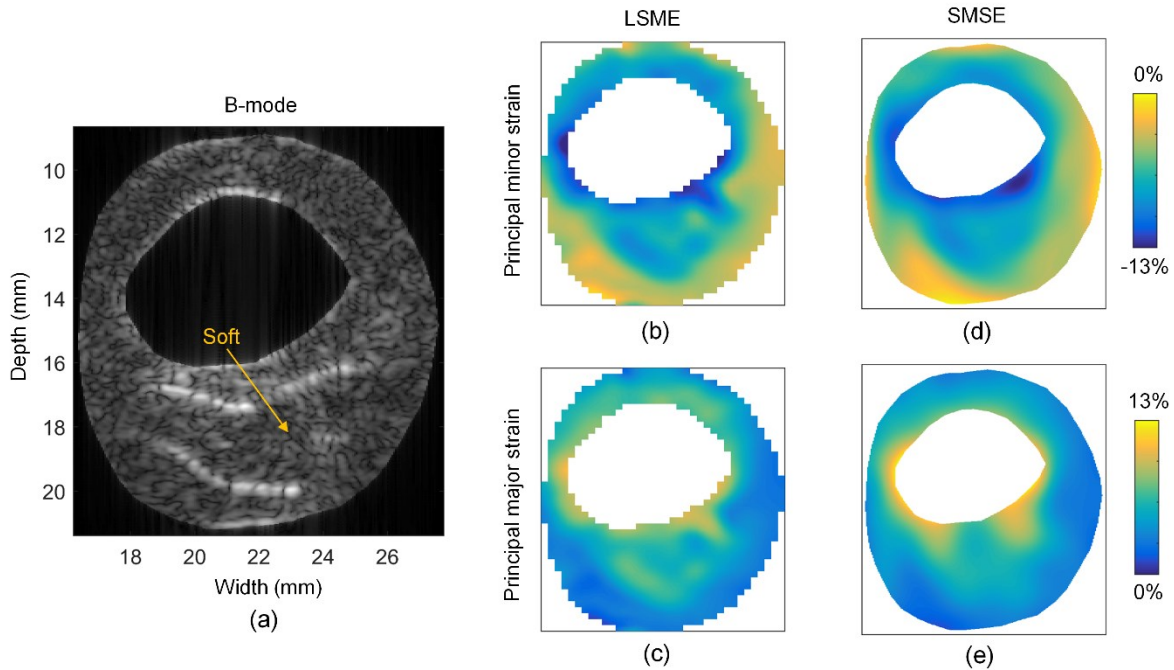 LSME
SMSE
B-mode
Depth (mm)
10
12
14
16
18
20
Soft
18
20
22
24
26
Width (mm)
(a)
Principal minor strain
(b)
(d)
0%
-13%
Principal major strain
(c)
(e)
13%
0%